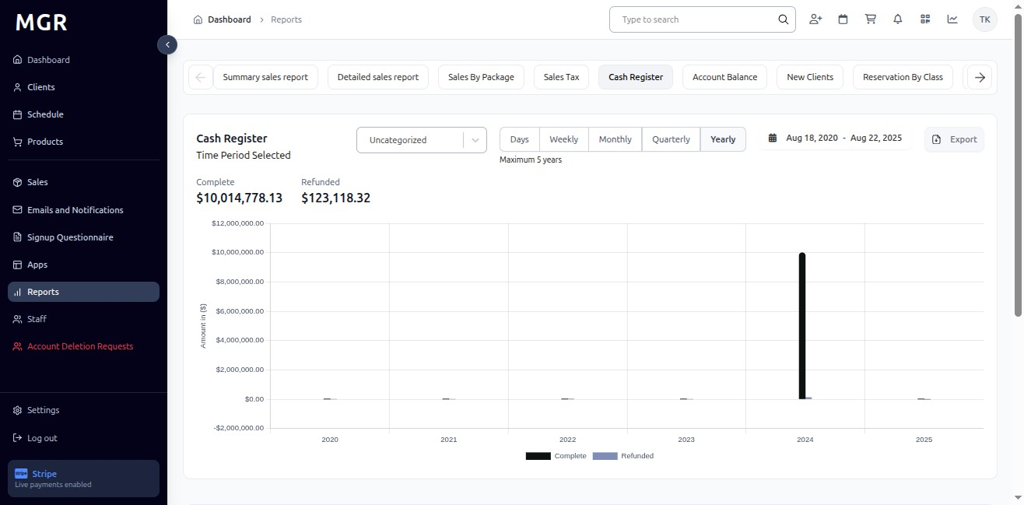 MGR
Dashboard
Clients
Schedule
Products
Sales
Emails and Notifications
Signup Questionnaire
Apps
Reports
Staff
Account Deletion Requests
Settings
Log out
Stripe
Live payments enabled
Dashboard > Reports
Type to search
TK
Summary sales report
Detailed sales report
Sales By Package
Sales Tax
Cash Register
Account Balance
New Clients
Reservation By Class
Cash Register
Time Period Selected
Uncategorized
Days
Weekly
Monthly
Quarterly
Yearly
Maximum 5 years
Aug 18, 2020 - Aug 22, 2025
Export
Complete
$10,014,778.13
Refunded
$123,118.32
Amount in ($)
$12,000,000.00
$10,000,000.00
$8,000,000.00
$6,000,000.00
$4,000,000.00
$2,000,000.00
$0.00
-$2,000,000.00
2020
2021
2022
2023
2024
2025
Complete
Refunded